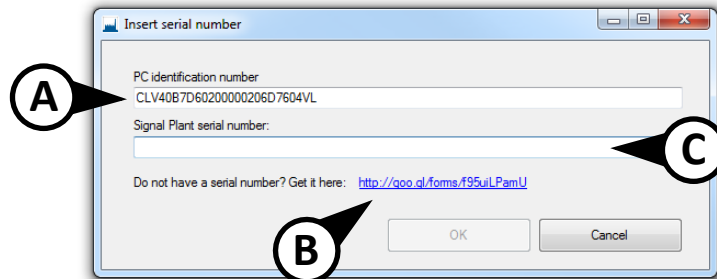 Insert serial number
PC identification number
A
CLV40B7D60200000206D7604VL
Signal Plant serial number:
C
Do not have a serial number? Get it here: http://goo.gl/forms/f95uiLPamU
B
OK Cancel